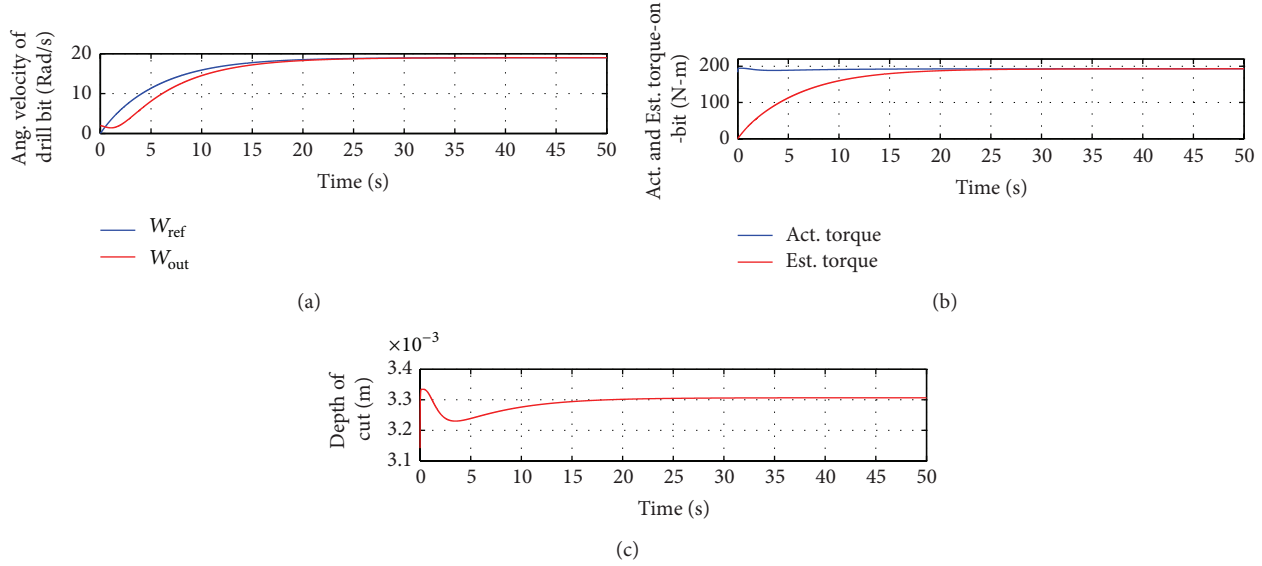 Ang. velocity of
drill bit (Rad/s)
20
10
0
0 5 10 15 20 25 30 35 40 45 50
Time (s)
W_ref
W_out
(a)
Act. and Est. torque-on
-bit (N-m)
200
100
0
0 5 10 15 20 25 30 35 40 45 50
Time (s)
Act. torque
Est. torque
(b)
×10⁻³
Depth of
cut (m)
3.4
3.3
3.2
3.1
0 5 10 15 20 25 30 35 40 45 50
Time (s)
(c)